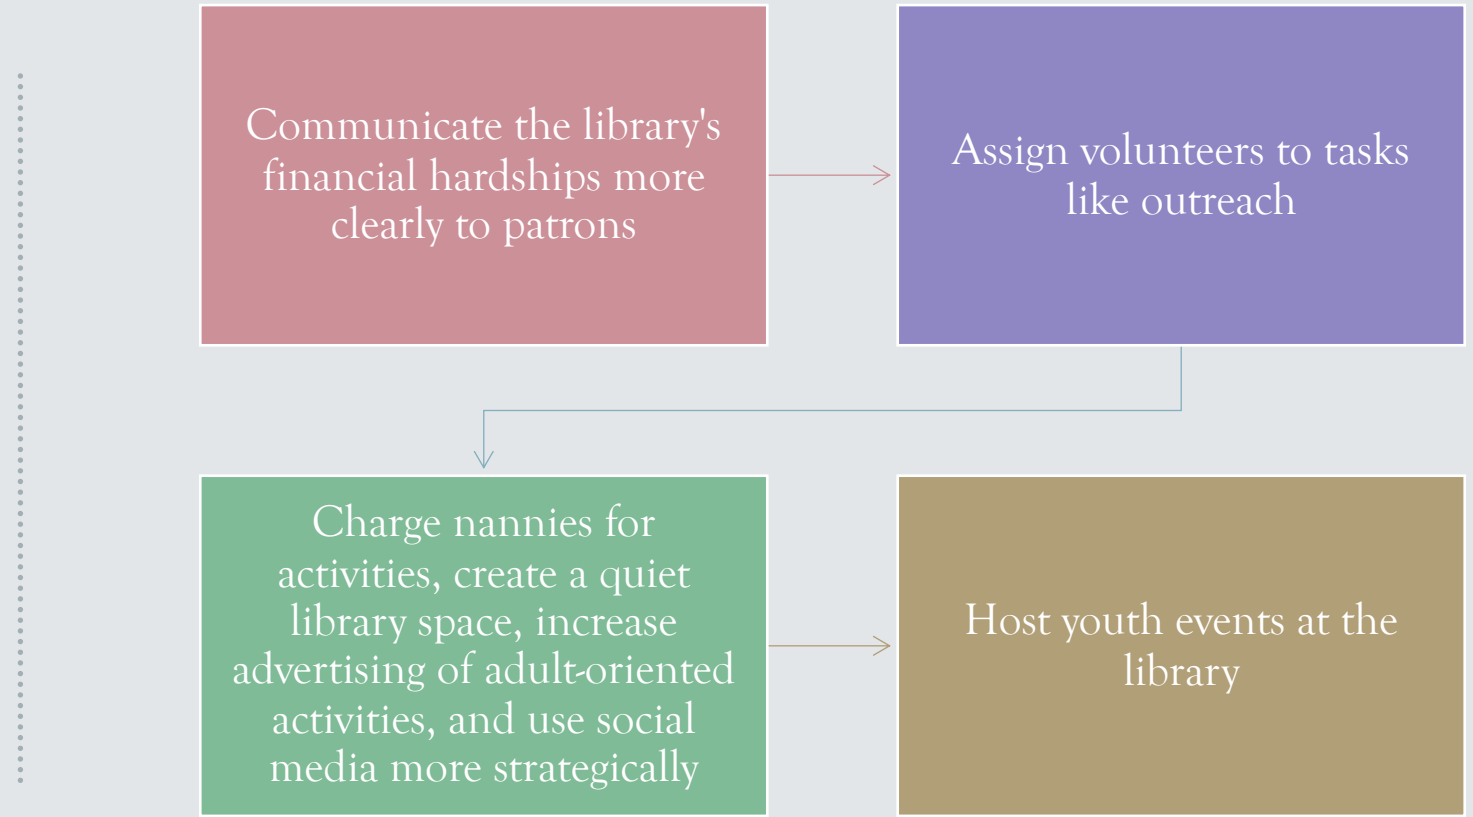 Communicate the library's
financial hardships more
clearly to patrons
Assign volunteers to tasks
like outreach
Charge nannies for
activities, create a quiet
library space, increase
advertising of adult-oriented
activities, and use social
media more strategically
Host youth events at the
library